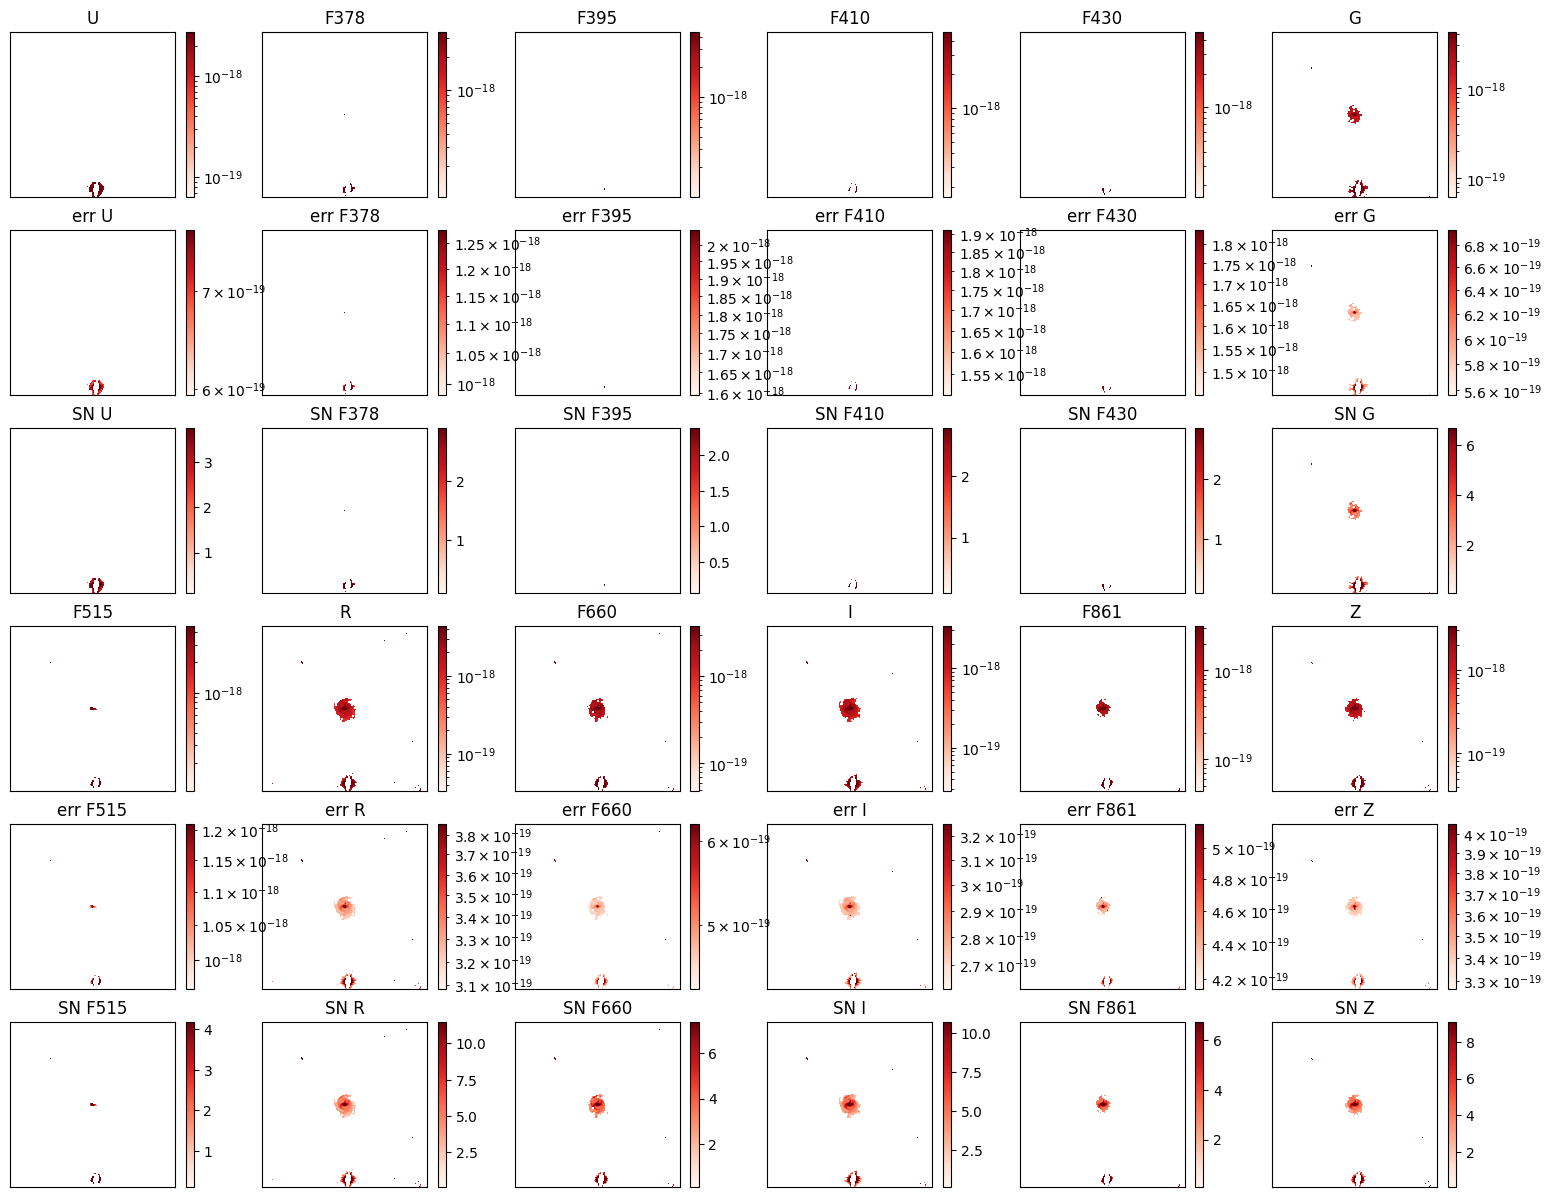 U F378 F395 F410 F430 G
10⁻¹⁸ 10⁻¹⁹
10⁻¹⁸
10⁻¹⁸
10⁻¹⁸
10⁻¹⁸
10⁻¹⁸ 10⁻¹⁹
err U err F378 err F395 err F410 err F430 err G
7 × 10⁻¹⁹ 6 × 10⁻¹⁹
1.25 × 10⁻¹⁸ 1.2 × 10⁻¹⁸ 1.15 × 10⁻¹⁸ 1.1 × 10⁻¹⁸ 1.05 × 10⁻¹⁸ 10⁻¹⁸
2 × 10⁻¹⁸ 1.95 × 10⁻¹⁸ 1.9 × 10⁻¹⁸ 1.85 × 10⁻¹⁸ 1.8 × 10⁻¹⁸ 1.75 × 10⁻¹⁸ 1.7 × 10⁻¹⁸ 1.65 × 10⁻¹⁸ 1.6 × 10⁻¹⁸
1.9 × 10⁻¹⁸ 1.85 × 10⁻¹⁸ 1.8 × 10⁻¹⁸ 1.75 × 10⁻¹⁸ 1.7 × 10⁻¹⁸ 1.65 × 10⁻¹⁸ 1.6 × 10⁻¹⁸ 1.55 × 10⁻¹⁸
1.8 × 10⁻¹⁸ 1.75 × 10⁻¹⁸ 1.7 × 10⁻¹⁸ 1.65 × 10⁻¹⁸ 1.6 × 10⁻¹⁸ 1.55 × 10⁻¹⁸ 1.5 × 10⁻¹⁸
6.8 × 10⁻¹⁹ 6.6 × 10⁻¹⁹ 6.4 × 10⁻¹⁹ 6.2 × 10⁻¹⁹ 6 × 10⁻¹⁹ 5.8 × 10⁻¹⁹ 5.6 × 10⁻¹⁹
SN U SN F378 SN F395 SN F410 SN F430 SN G
3 2 1
2 1
2.0 1.5 1.0 0.5
2 1
2 1
6 4 2
F515 R F660 I F861 Z
10⁻¹⁸
10⁻¹⁸ 10⁻¹⁹
10⁻¹⁸ 10⁻¹⁹
10⁻¹⁸ 10⁻¹⁹
10⁻¹⁸ 10⁻¹⁹
10⁻¹⁸ 10⁻¹⁹
err F515 err R err F660 err I err F861 err Z
1.2 × 10⁻¹⁸ 1.15 × 10⁻¹⁸ 1.1 × 10⁻¹⁸ 1.05 × 10⁻¹⁸ 10⁻¹⁸
3.8 × 10⁻¹⁹ 3.7 × 10⁻¹⁹ 3.6 × 10⁻¹⁹ 3.5 × 10⁻¹⁹ 3.4 × 10⁻¹⁹ 3.3 × 10⁻¹⁹ 3.2 × 10⁻¹⁹ 3.1 × 10⁻¹⁹
6 × 10⁻¹⁹ 5 × 10⁻¹⁹
3.2 × 10⁻¹⁹ 3.1 × 10⁻¹⁹ 3 × 10⁻¹⁹ 2.9 × 10⁻¹⁹ 2.8 × 10⁻¹⁹ 2.7 × 10⁻¹⁹
5 × 10⁻¹⁹ 4.8 × 10⁻¹⁹ 4.6 × 10⁻¹⁹ 4.4 × 10⁻¹⁹ 4.2 × 10⁻¹⁹
4 × 10⁻¹⁹ 3.9 × 10⁻¹⁹ 3.8 × 10⁻¹⁹ 3.7 × 10⁻¹⁹ 3.6 × 10⁻¹⁹ 3.5 × 10⁻¹⁹ 3.4 × 10⁻¹⁹ 3.3 × 10⁻¹⁹
SN F515 SN R SN F660 SN I SN F861 SN Z
4 3 2 1
10.0 7.5 5.0 2.5
6 4 2
10.0 7.5 5.0 2.5
6 4 2
8 6 4 2